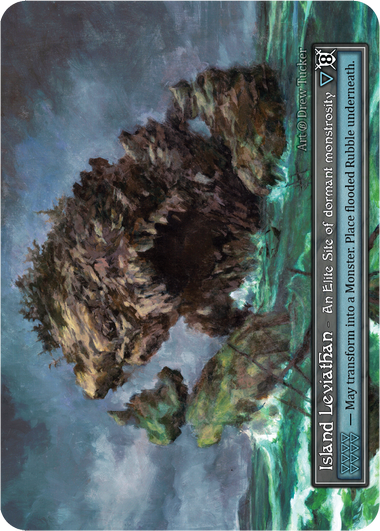 Art © Drew Tucker
Island Leviathan – An Elite Site of dormant monstrosity 8
— May transform into a Monster. Place flooded Rubble underneath.